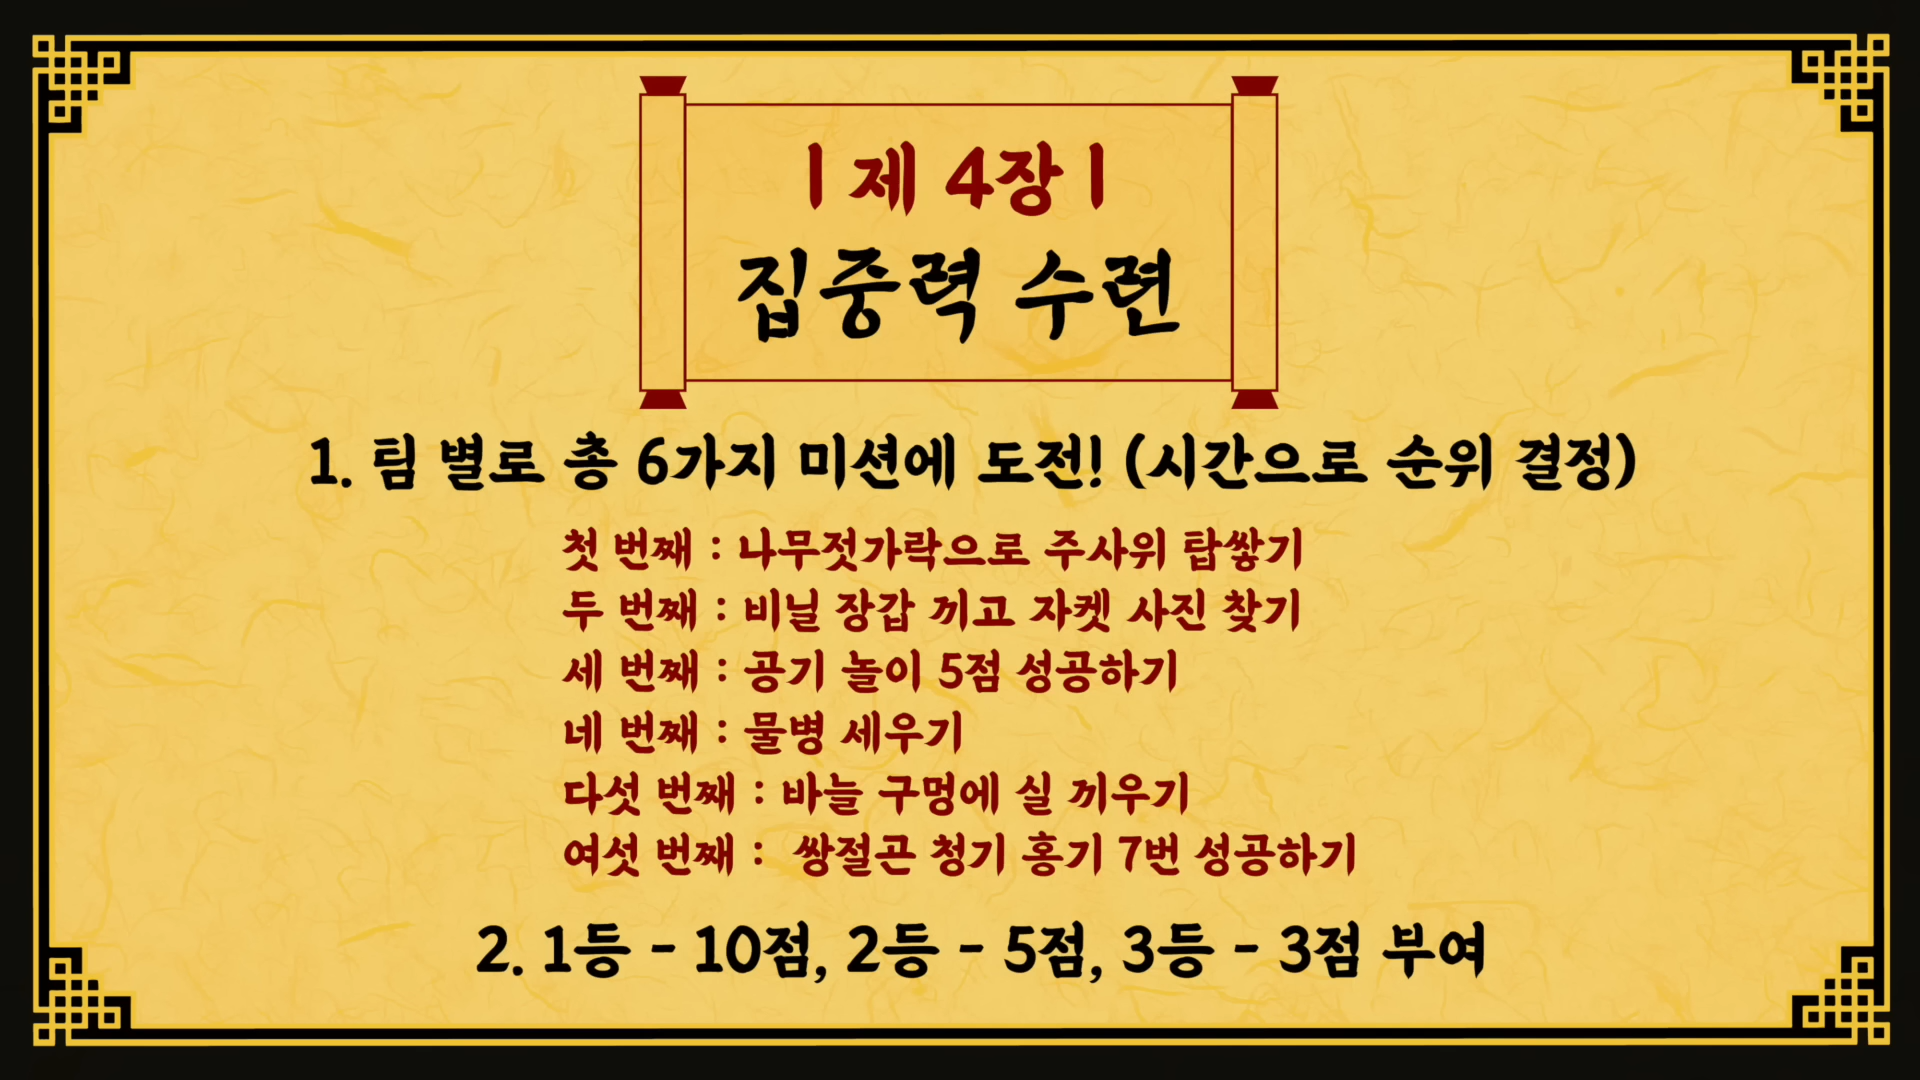 | 제 4장 |
집중력 수련
1. 팀 별로 총 6가지 미션에 도전! (시간으로 순위 결정)
첫 번째 : 나무젓가락으로 주사위 탑쌓기
두 번째 : 비닐 장갑 끼고 자켓 사진 찾기
세 번째 : 공기 놀이 5점 성공하기
네 번째 : 물병 세우기
다섯 번째 : 바늘 구멍에 실 끼우기
여섯 번째 : 쌍절곤 청기 홍기 7번 성공하기
2. 1등 - 10점, 2등 - 5점, 3등 - 3점 부여